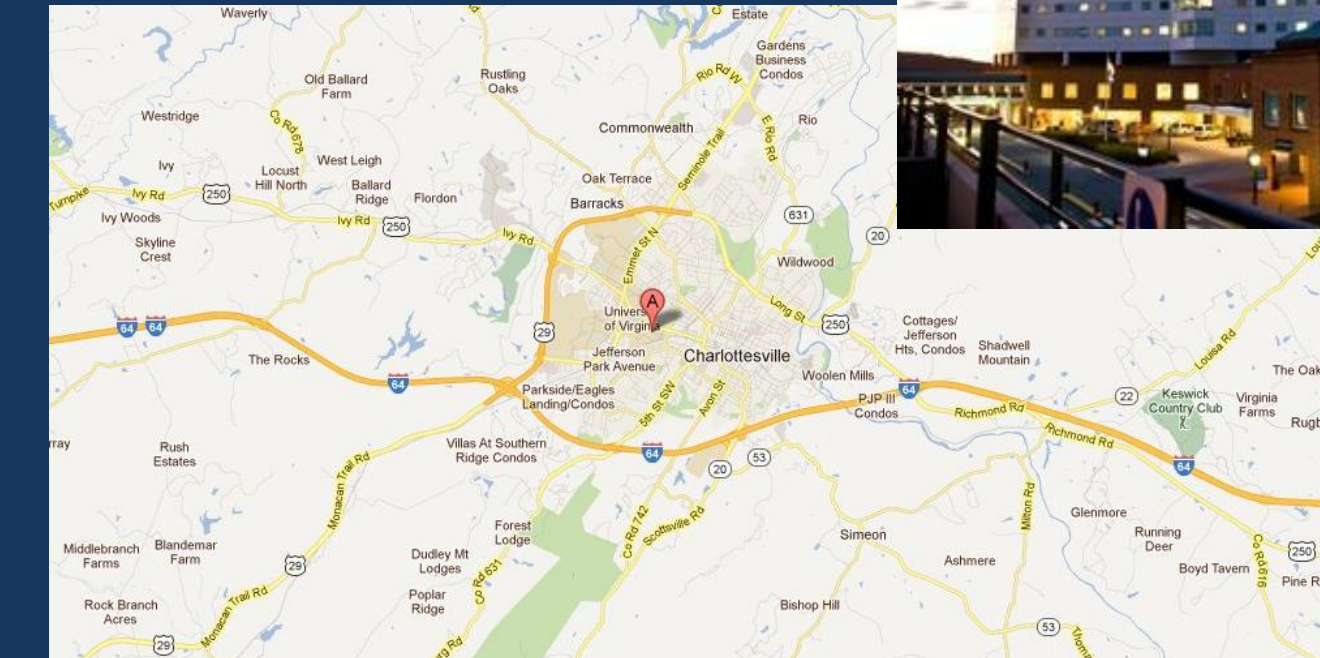 Waverly
Estate
Gardens
Business
Condos
Rio Rd W
Old Ballard
Farm
Rustling
Oaks
Westridge
Co Rd 678
Commonwealth
Seminole Trail
E Rio Rd
Rio
Ivy
Locust
Hill North
West Leigh
Ballard
Ridge
Flordon
Oak Terrace
Barracks
Turnpike
Ivy Rd
250
Ivy Woods
Ivy Rd
250
Ivy Rd
631
20
Skyline
Crest
Emmet St N
Wildwood
A
University
of Virginia
Long St
250
64
64
29
The Rocks
64
Jefferson
Park Avenue
Charlottesville
Cottages/
Jefferson
Hts, Condos
Shadwell
Mountain
Louisa Rd
Woolen Mills
64
The Oak
Parkside/Eagles
Landing/Condos
5th St SW
Avon St
PJP III
Condos
Richmond Rd
22
Keswick
Country Club
Virginia
Farms
Richmond Rd
Rugb
rray
Rush
Estates
Villas At Southern
Ridge Condos
64
20
53
64
Monacan Trail Rd
Milton Rd
Glenmore
Forest
Lodge
Co Rd 742
Scottsville Rd
Simeon
Running
Deer
Middlebranch
Farms
Blandemar
Farm
29
Dudley Mt
Lodges
Co Rd 631
Ashmere
Boyd Tavern
Co Rd 616
250
Pine R
Poplar
Ridge
Rock Branch
Acres
Monacan Trail Rd
29
Bishop Hill
53
Thom
rg Rd